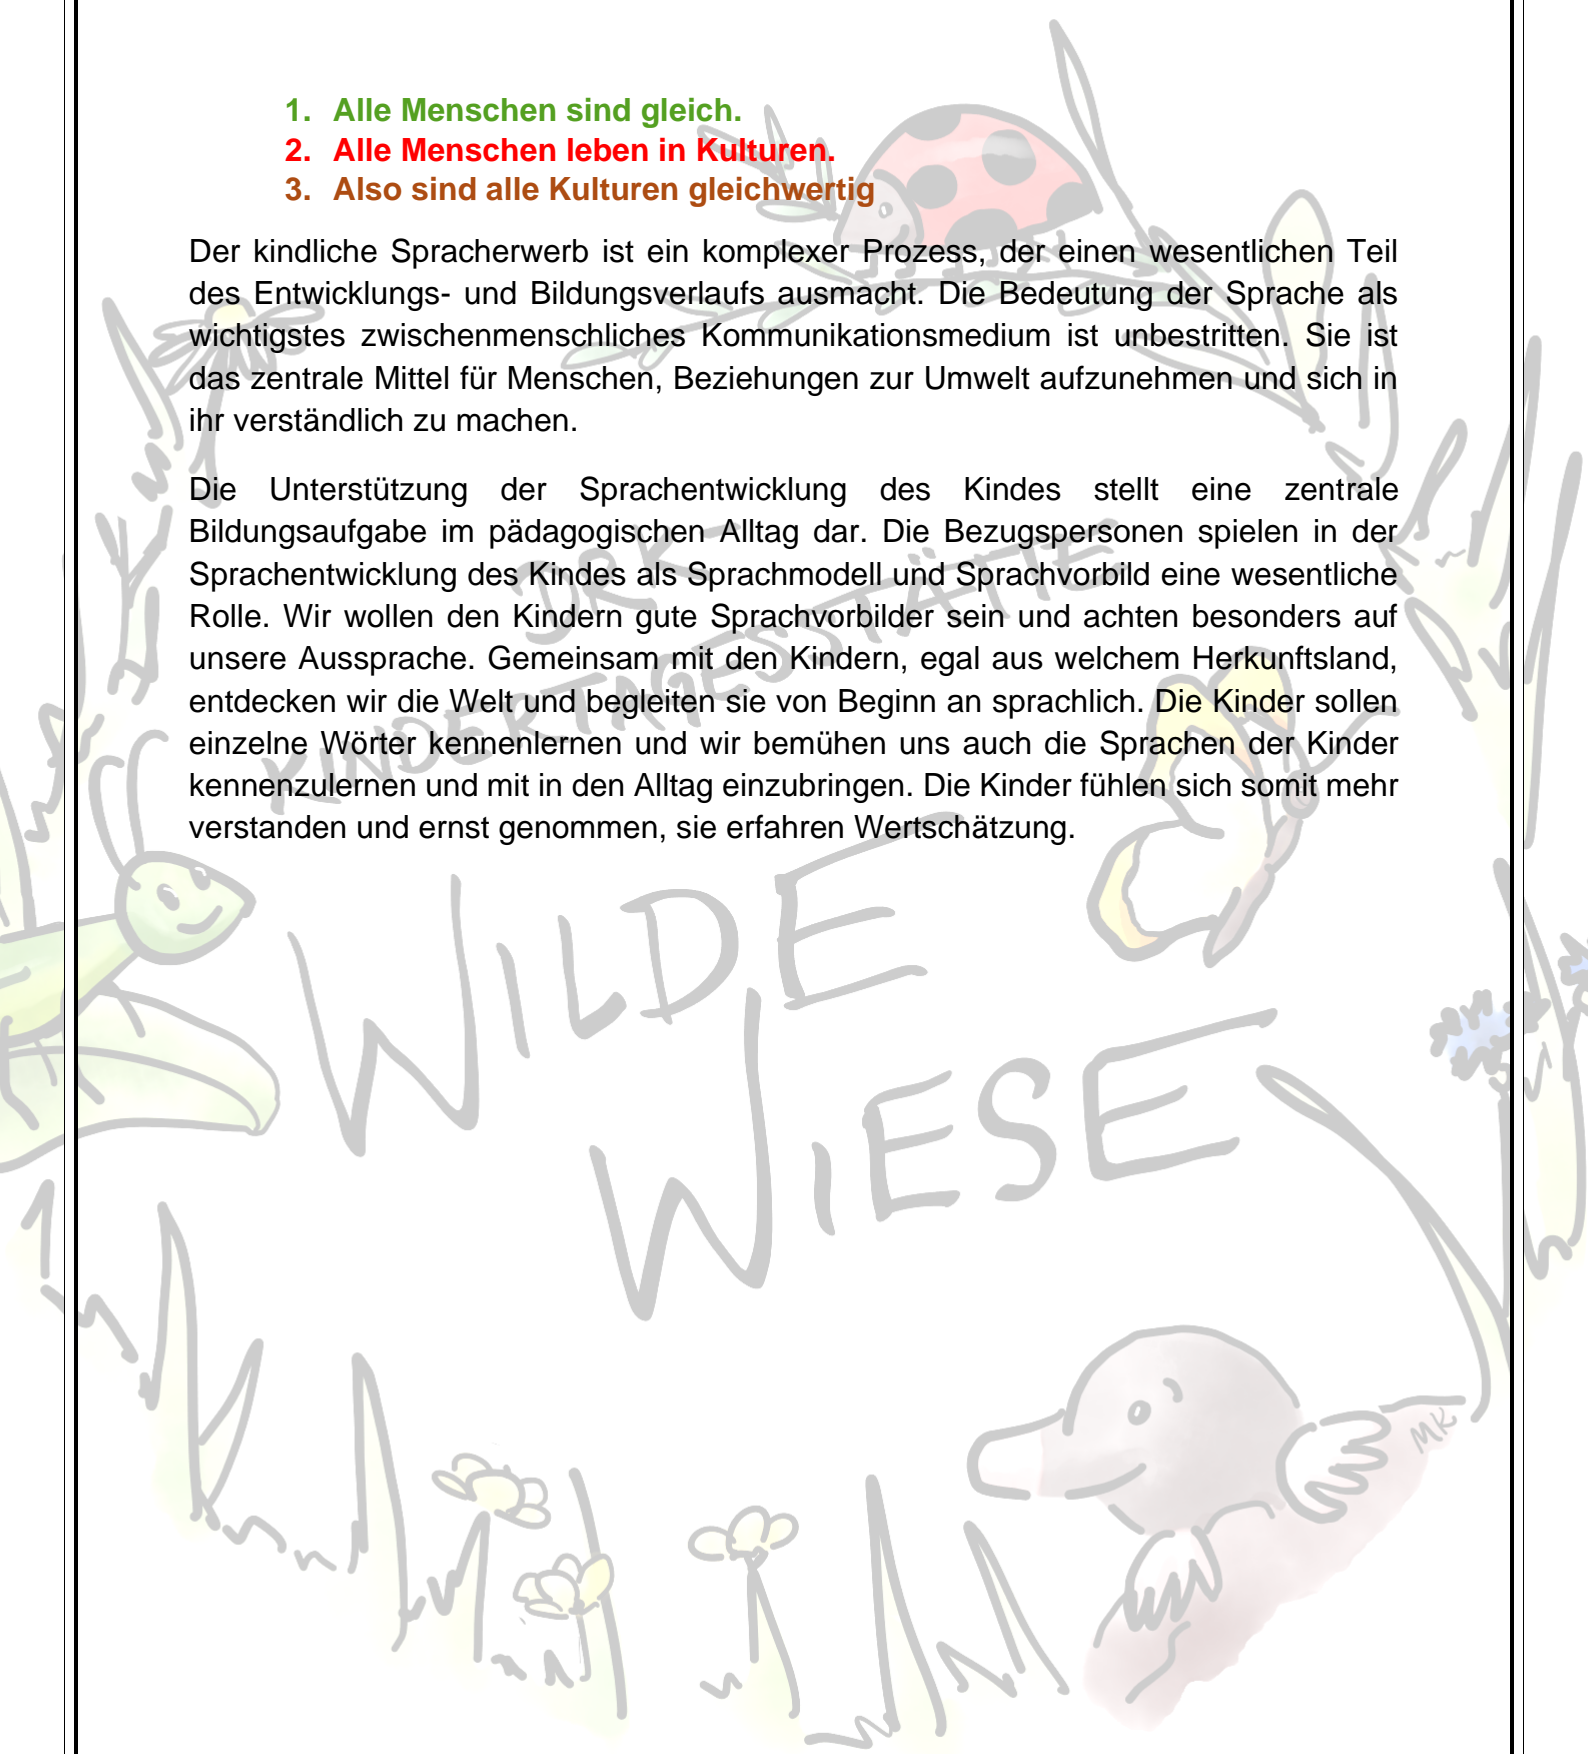 1. Alle Menschen sind gleich.
2. Alle Menschen leben in Kulturen.
3. Also sind alle Kulturen gleichwertig
Der kindliche Spracherwerb ist ein komplexer Prozess, der einen wesentlichen Teil
des Entwicklungs- und Bildungsverlaufs ausmacht. Die Bedeutung der Sprache als
wichtigstes zwischenmenschliches Kommunikationsmedium ist unbestritten. Sie ist
das zentrale Mittel für Menschen, Beziehungen zur Umwelt aufzunehmen und sich in
ihr verständlich zu machen.
Die Unterstützung der Sprachentwicklung des Kindes stellt eine zentrale
Bildungsaufgabe im pädagogischen Alltag dar. Die Bezugspersonen spielen in der
Sprachentwicklung des Kindes als Sprachmodell und Sprachvorbild eine wesentliche
Rolle. Wir wollen den Kindern gute Sprachvorbilder sein und achten besonders auf
unsere Aussprache. Gemeinsam mit den Kindern, egal aus welchem Herkunftsland,
entdecken wir die Welt und begleiten sie von Beginn an sprachlich. Die Kinder sollen
einzelne Wörter kennenlernen und wir bemühen uns auch die Sprachen der Kinder
kennenzulernen und mit in den Alltag einzubringen. Die Kinder fühlen sich somit mehr
verstanden und ernst genommen, sie erfahren Wertschätzung.
DRK-
KINDERTAGESSTÄTTE
WILDE
WIESE
MK